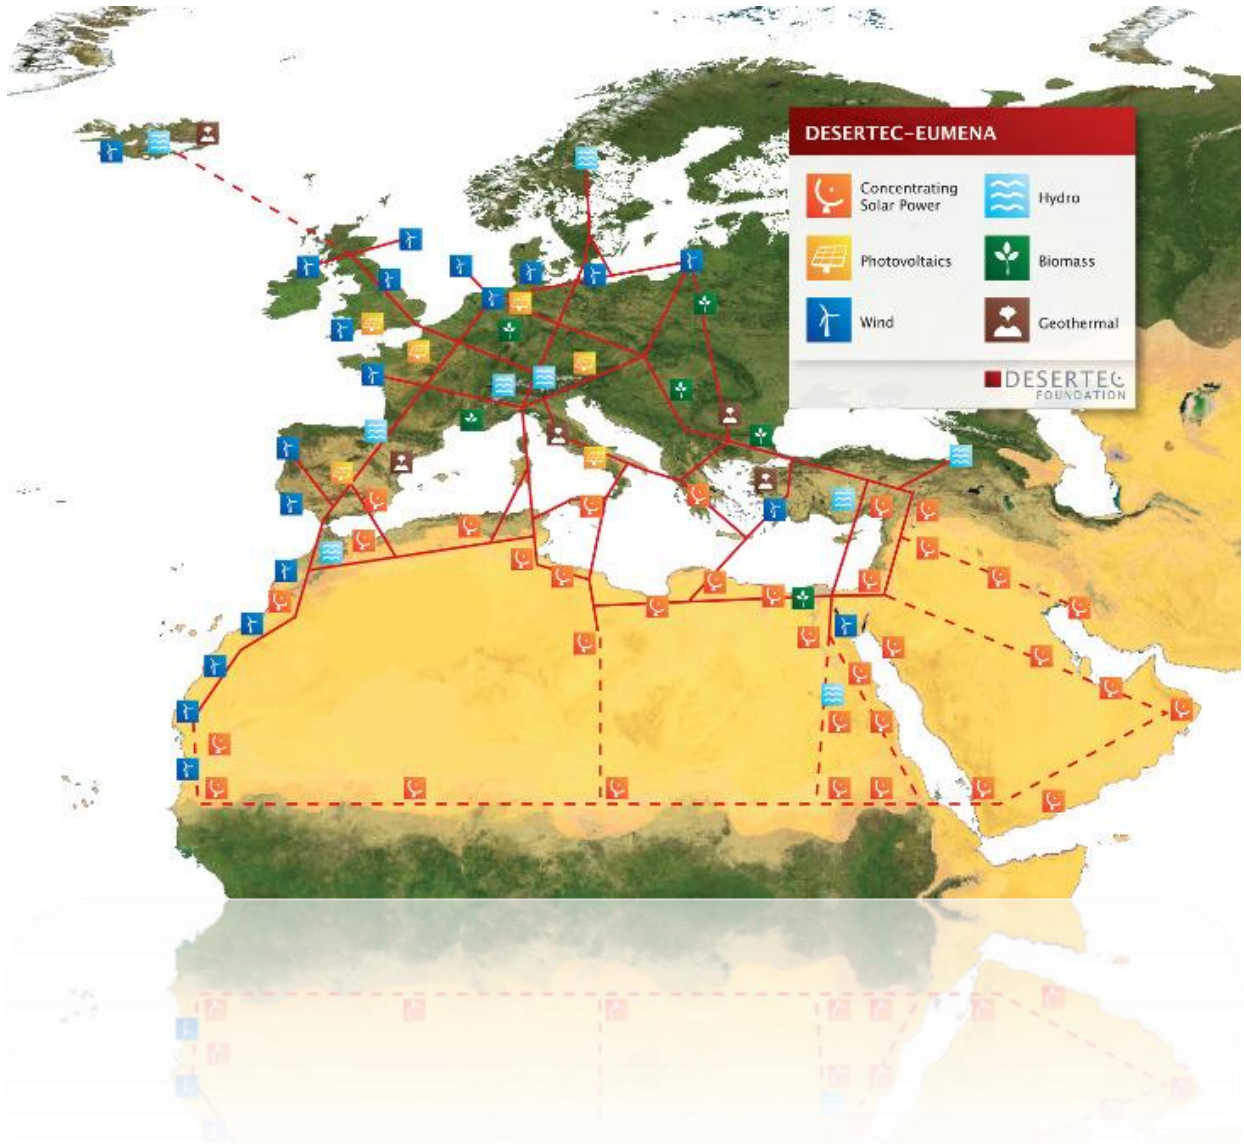 DESERTEC-EUMENA
Concentrating
Solar Power
Hydro
Photovoltaics
Biomass
Wind
Geothermal
DESERTEC
FOUNDATION